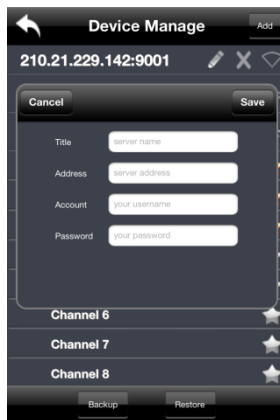 Device Manage
Add
210.21.229.142:9001
Cancel
Save
Title
server name
Address
server address
Account
your username
Password
your password
Channel 6
Channel 7
Channel 8
Backup
Restore